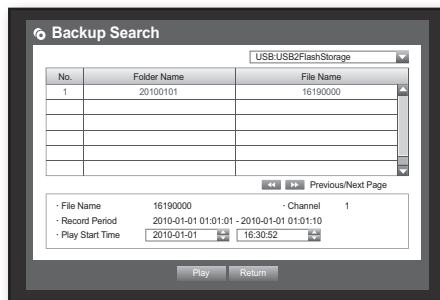 Backup Search
USB:USB2FlashStorage
No. Folder Name File Name
1 20100101 16190000
Previous/Next Page
· File Name 16190000 · Channel 1
· Record Period 2010-01-01 01:01:01 - 2010-01-01 01:01:10
· Play Start Time 2010-01-01 16:30:52
Play Return